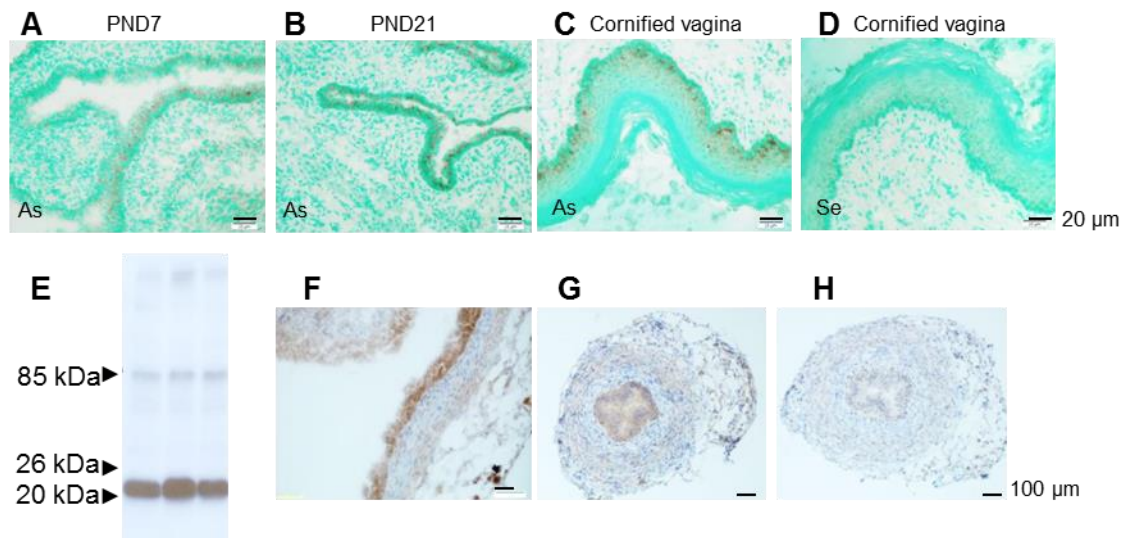 A PND7
B PND21
C Cornified vagina
D Cornified vagina
As
As
As
Se
20 µm
E
F
G
H
85 kDa
26 kDa
20 kDa
100 µm